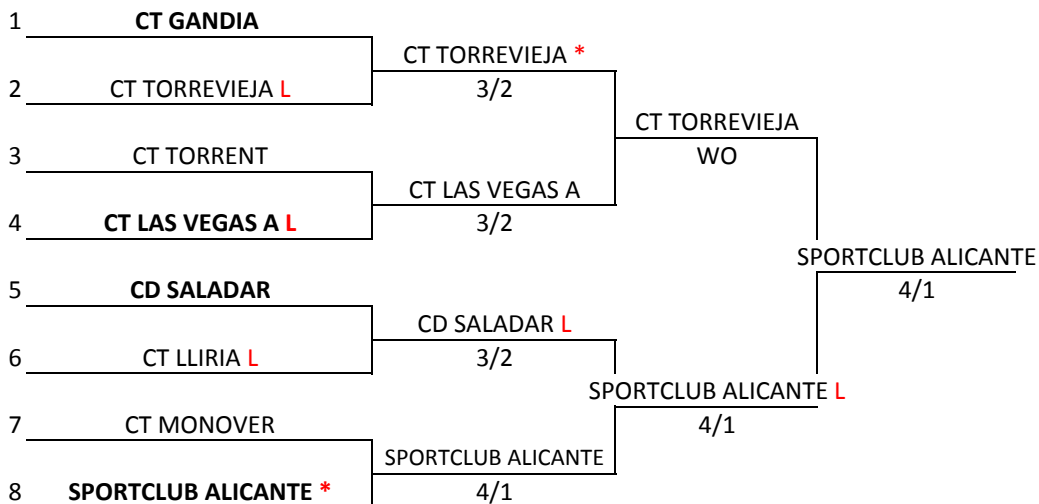 1 CT GANDIA
CT TORREVIEJA *
2 CT TORREVIEJA L
3/2
CT TORREVIEJA
WO
3 CT TORRENT
CT LAS VEGAS A
4 CT LAS VEGAS A L
3/2
SPORTCLUB ALICANTE
4/1
5 CD SALADAR
CD SALADAR L
6 CT LLIRIA L
3/2
SPORTCLUB ALICANTE L
4/1
7 CT MONOVER
SPORTCLUB ALICANTE
8 SPORTCLUB ALICANTE *
4/1